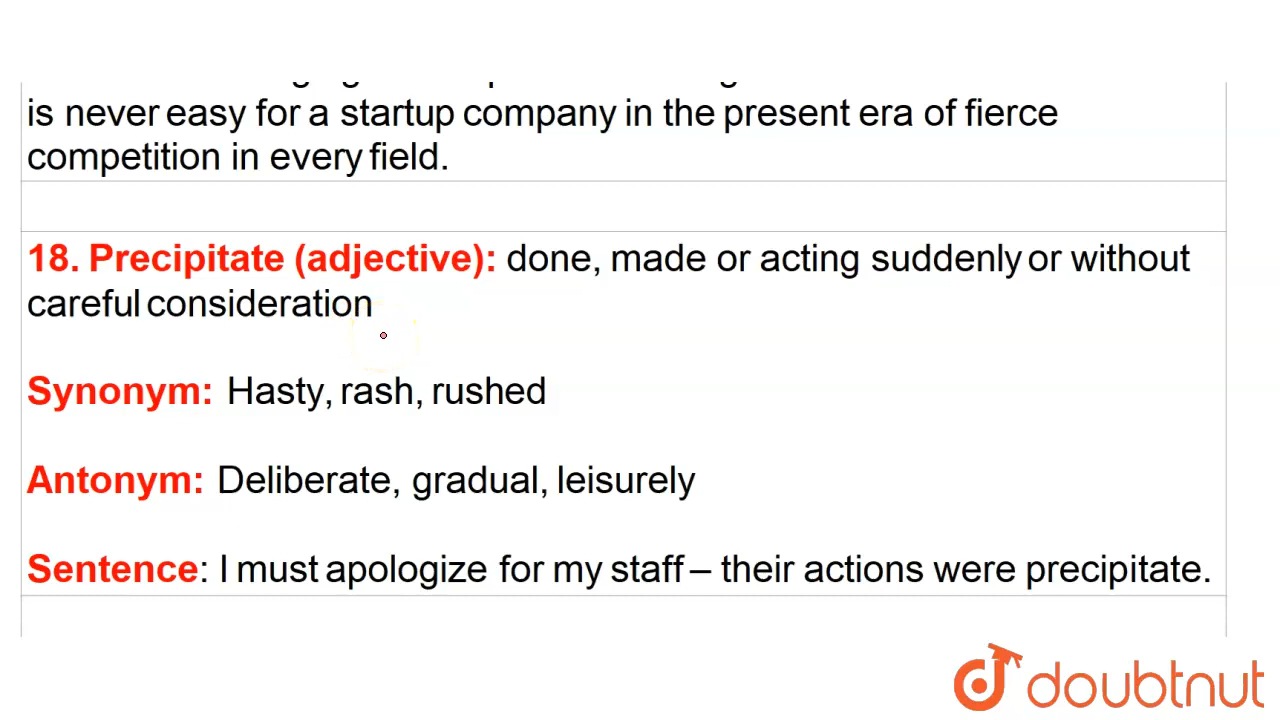 is never easy for a startup company in the present era of fierce
competition in every field.
18. Precipitate (adjective): done, made or acting suddenly or without
careful consideration
Synonym: Hasty, rash, rushed
Antonym: Deliberate, gradual, leisurely
Sentence: I must apologize for my staff – their actions were precipitate.
doubtnut